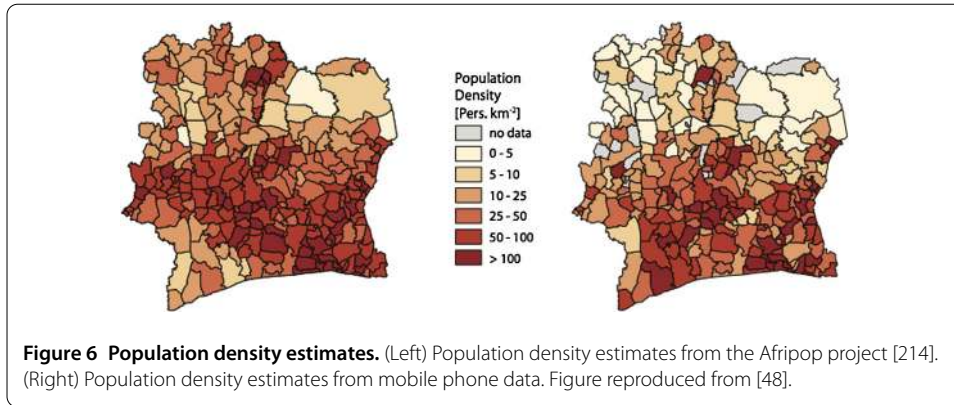 Population
Density
[Pers. km⁻²]
no data
0 - 5
5 - 10
10 - 25
25 - 50
50 - 100
> 100
Figure 6 Population density estimates. (Left) Population density estimates from the Afripop project [214].
(Right) Population density estimates from mobile phone data. Figure reproduced from [48].